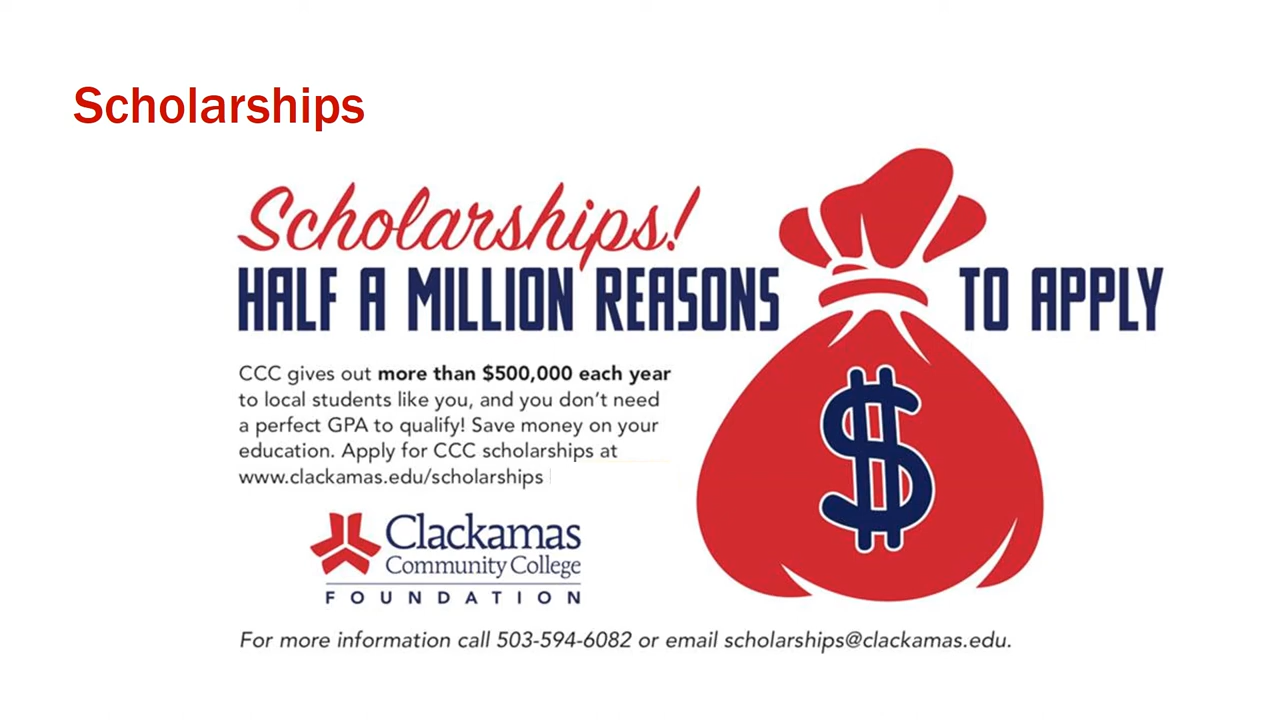 Scholarships
Scholarships!
HALF A MILLION REASONS TO APPLY
CCC gives out more than $500,000 each year
to local students like you, and you don't need
a perfect GPA to qualify! Save money on your
education. Apply for CCC scholarships at
www.clackamas.edu/scholarships
$
Clackamas
Community College
FOUNDATION
For more information call 503-594-6082 or email scholarships@clackamas.edu.